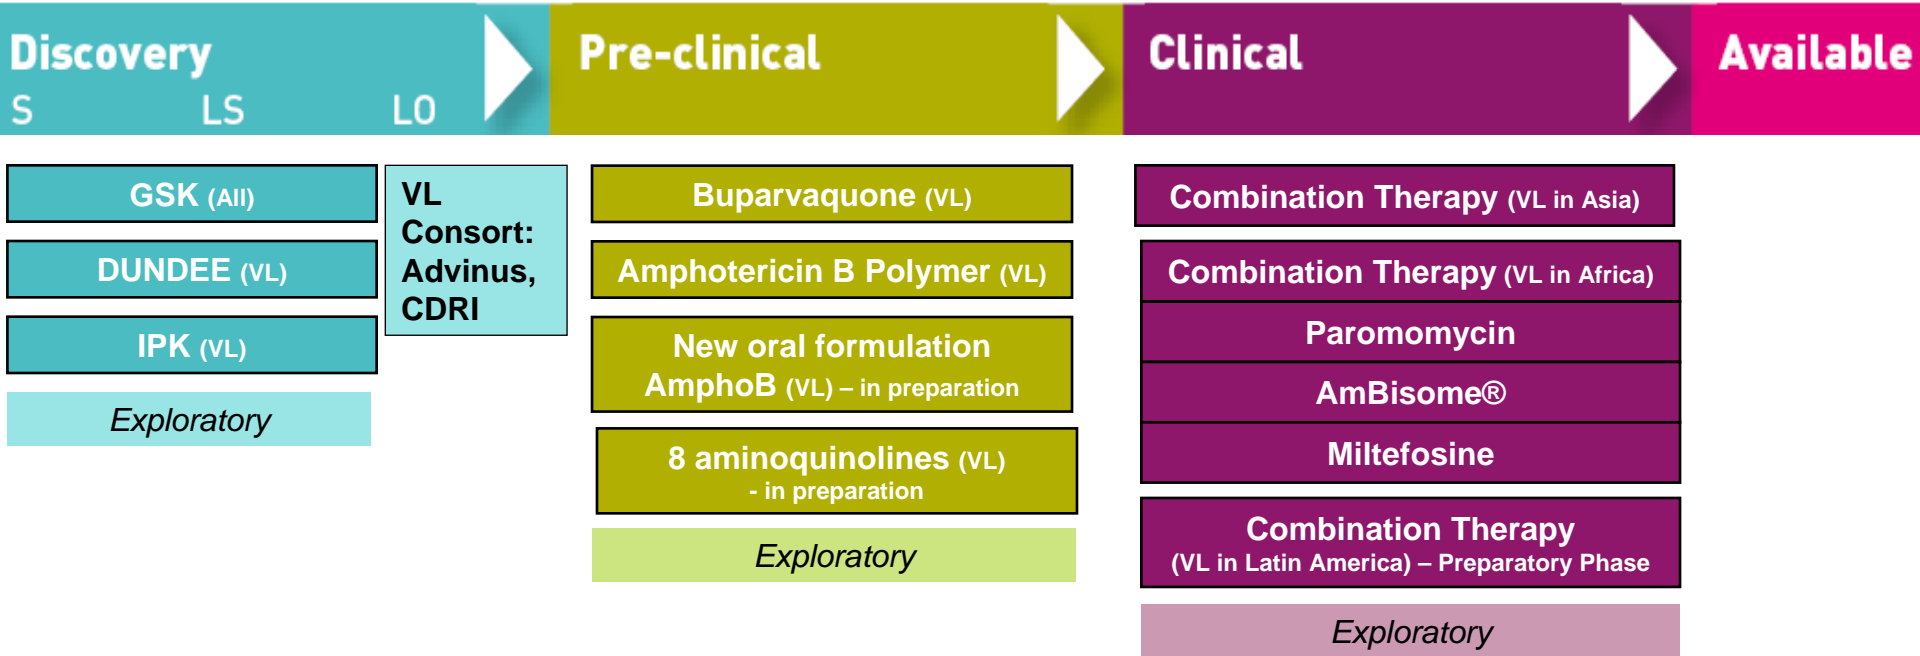 Discovery
S LS LO
Pre-clinical
Clinical
Available
GSK (All)
DUNDEE (VL)
IPK (VL)
Exploratory
VL
Consort:
Advinus,
CDRI
Buparvaquone (VL)
Amphotericin B Polymer (VL)
New oral formulation
AmphoB (VL) – in preparation
8 aminoquinolines (VL)
- in preparation
Exploratory
Combination Therapy (VL in Asia)
Combination Therapy (VL in Africa)
Paromomycin
AmBisome®
Miltefosine
Combination Therapy
(VL in Latin America) – Preparatory Phase
Exploratory